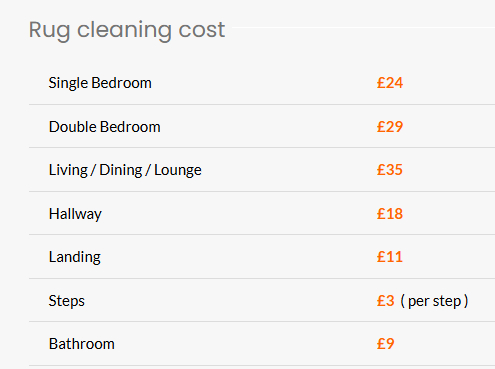 Rug cleaning cost
Single Bedroom £24
Double Bedroom £29
Living / Dining / Lounge £35
Hallway £18
Landing £11
Steps £3 ( per step )
Bathroom £9